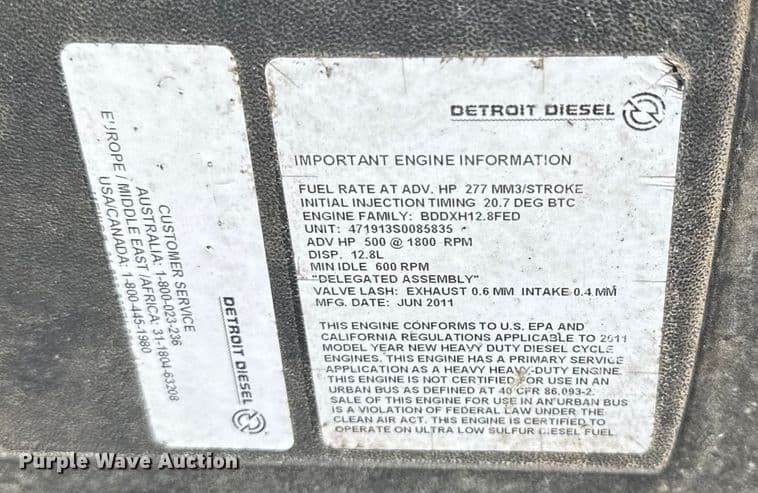 DETROIT DIESEL
IMPORTANT ENGINE INFORMATION
FUEL RATE AT ADV. HP 277 MM3/STROKE
INITIAL INJECTION TIMING 20.7 DEG BTC
ENGINE FAMILY: BDDXH12.8FED
UNIT: 471913S0085835
ADV HP 500 @ 1800 RPM
DISP. 12.8L
MIN IDLE 600 RPM
"DELEGATED ASSEMBLY"
VALVE LASH: EXHAUST 0.6 MM INTAKE 0.4 MM
MFG. DATE: JUN 2011
THIS ENGINE CONFORMS TO U.S. EPA AND
CALIFORNIA REGULATIONS APPLICABLE TO 2011
MODEL YEAR NEW HEAVY DUTY DIESEL CYCLE
ENGINES. THIS ENGINE HAS A PRIMARY SERVICE
APPLICATION AS A HEAVY HEAVY-DUTY ENGINE.
THIS ENGINE IS NOT CERTIFIED FOR USE IN AN
URBAN BUS AS DEFINED AT 40 CFR 86.093-2.
SALE OF THIS ENGINE FOR USE IN AN URBAN BUS
IS A VIOLATION OF FEDERAL LAW UNDER THE
CLEAN AIR ACT. THIS ENGINE IS CERTIFIED TO
OPERATE ON ULTRA LOW SULFUR DIESEL FUEL
DETROIT DIESEL
CUSTOMER SERVICE
AUSTRALIA: 1-800-023-236
EUROPE / MIDDLE EAST /AFRICA: 31-1804-63208
USA/CANADA: 1-800-445-1980
Purple Wave Auction